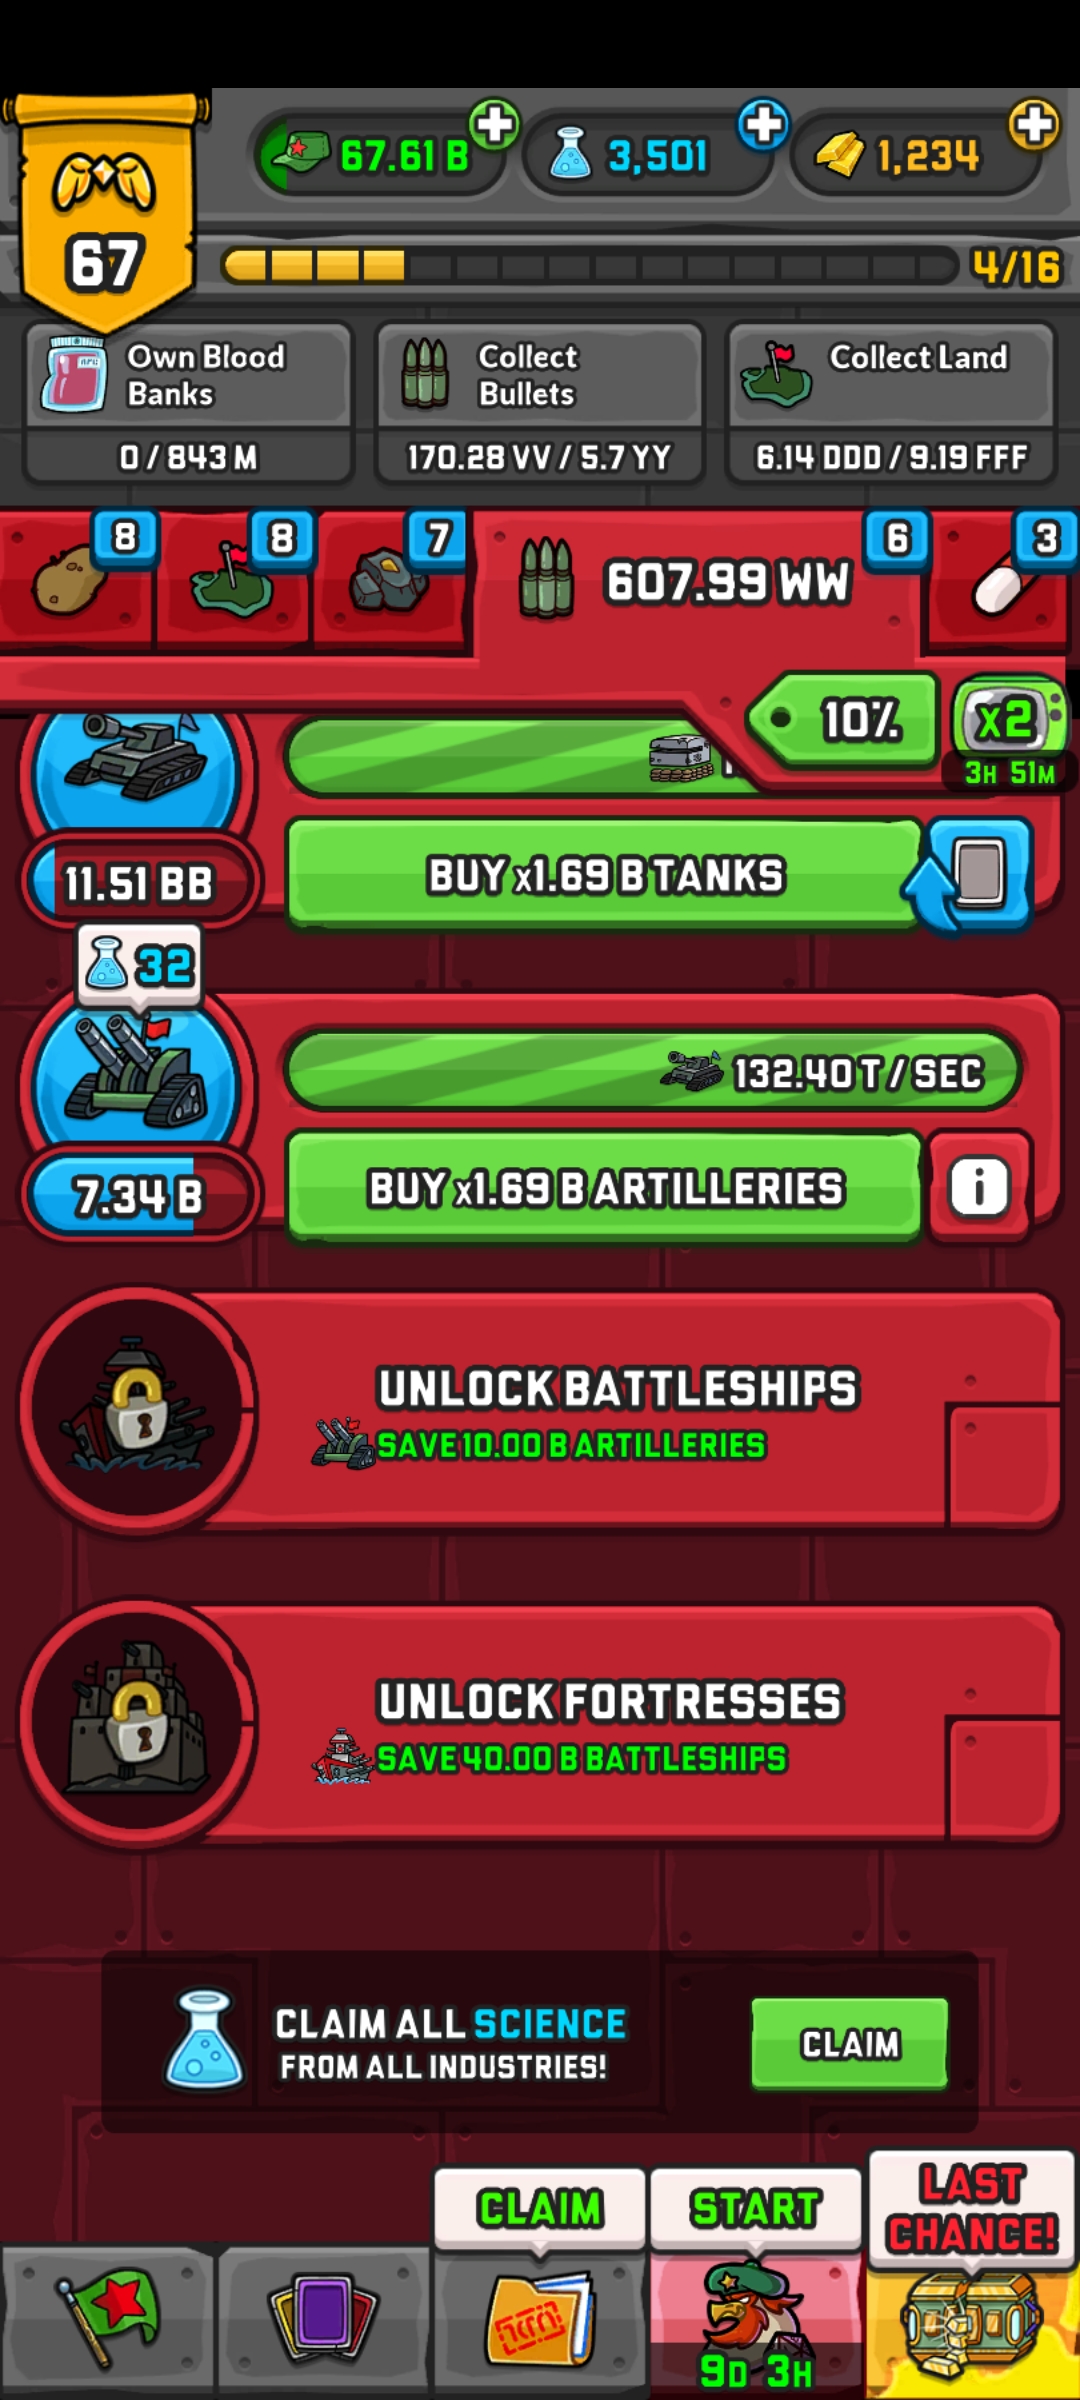 67.61 B
3,501
1,234
67
4/16
Own Blood
Banks
0 / 843 M
Collect
Bullets
170.28 VV / 5.7 YY
Collect Land
6.14 DDD / 9.19 FFF
8
8
7
607.99 WW
6
3
10%
x2
3H 51M
11.51 BB
BUY x1.69 B TANKS
32
132.40 T / SEC
7.34 B
BUY x1.69 B ARTILLERIES
i
UNLOCK BATTLESHIPS
SAVE 10.00 B ARTILLERIES
UNLOCK FORTRESSES
SAVE 40.00 B BATTLESHIPS
CLAIM ALL SCIENCE
FROM ALL INDUSTRIES!
CLAIM
CLAIM
START
LAST
CHANCE!
9D 3H